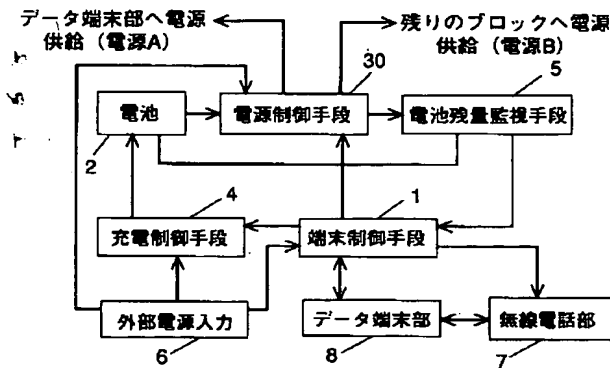 データ端末部へ電源
供給（電源A）
残りのブロックへ電源
供給（電源B）
30
5
電池
電源制御手段
電池残量監視手段
2
4
1
充電制御手段
端末制御手段
外部電源入力
データ端末部
無線電話部
6
8
7